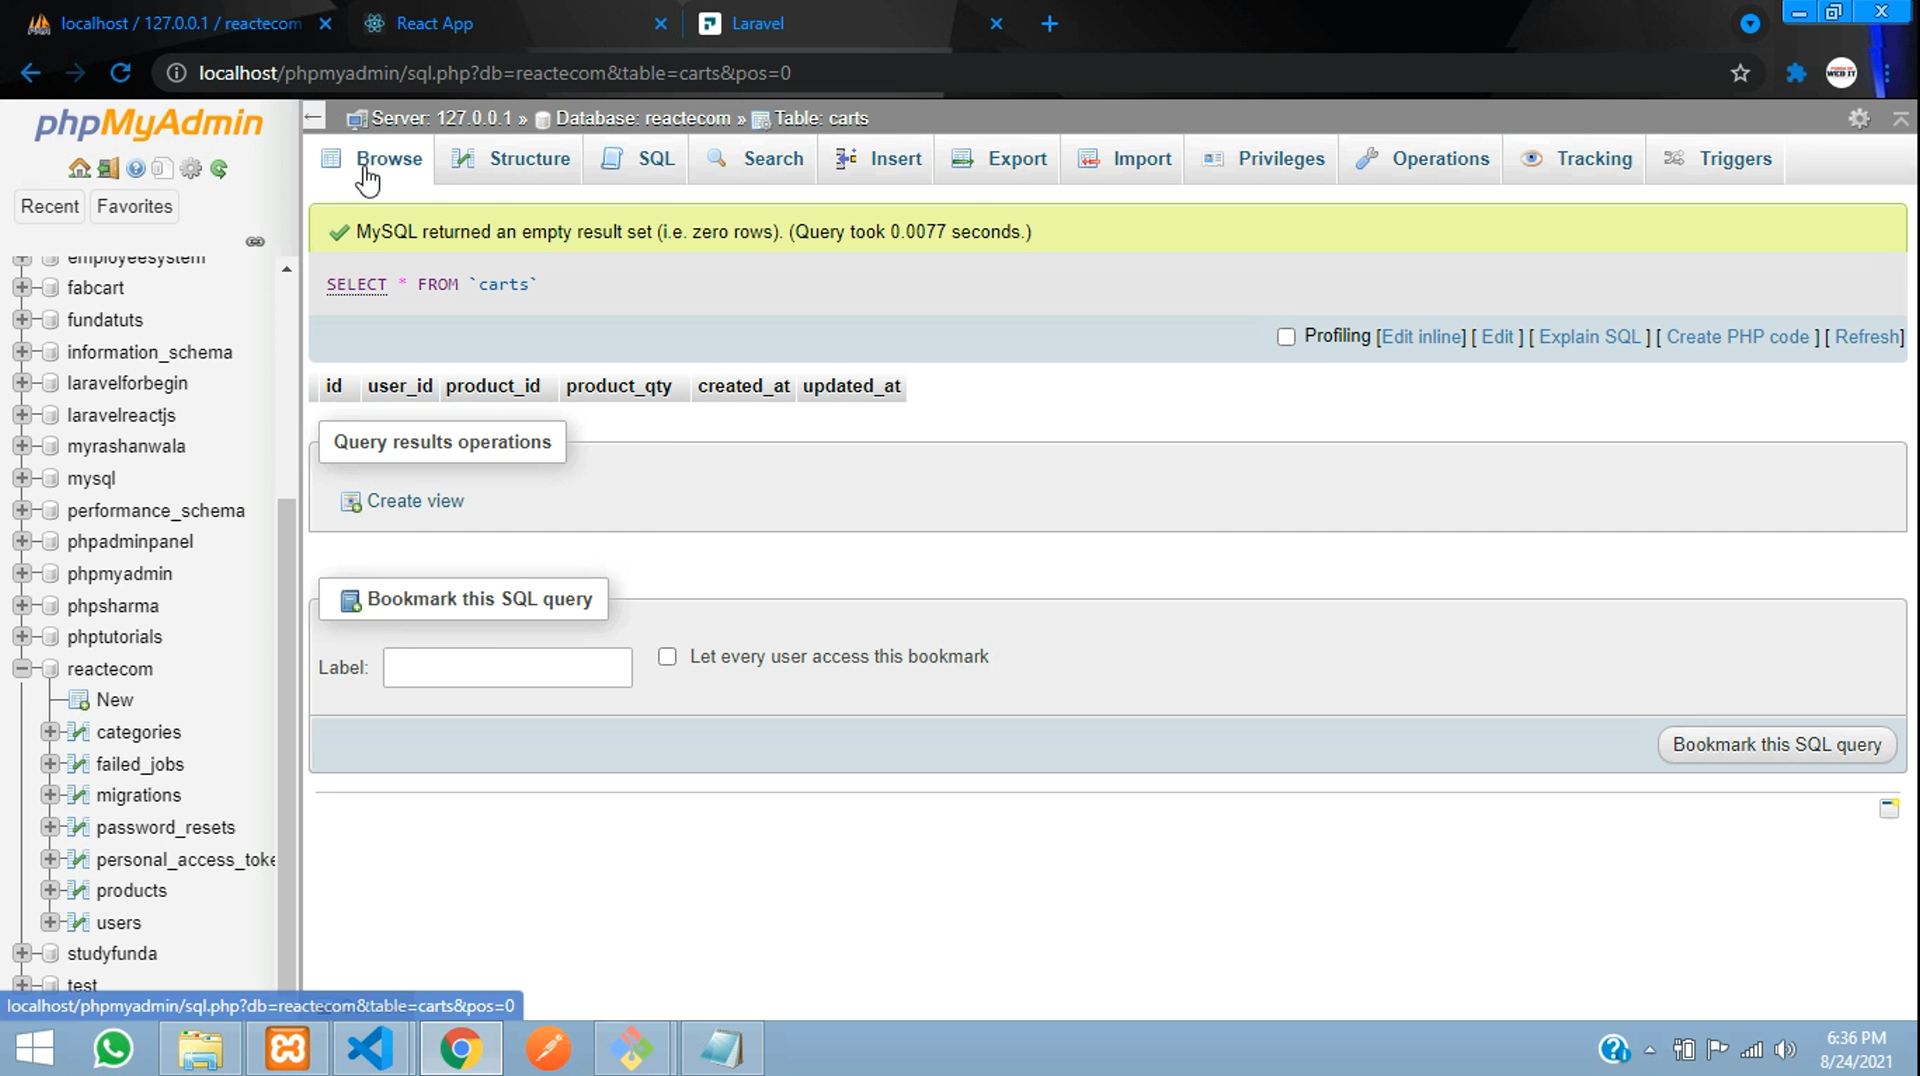 localhost / 127.0.0.1 / reactecom
React App
Laravel
localhost/phpmyadmin/sql.php?db=reactecom&table=carts&pos=0
WEB IT
phpMyAdmin
Recent
Favorites
employeesystem
fabcart
fundatuts
information_schema
laravelforbegin
laravelreactjs
myrashanwala
mysql
performance_schema
phpadminpanel
phpmyadmin
phpsharma
phptutorials
reactecom
New
categories
failed_jobs
migrations
password_resets
personal_access_toke
products
users
studyfunda
test
localhost/phpmyadmin/sql.php?db=reactecom&table=carts&pos=0
Server: 127.0.0.1 » Database: reactecom » Table: carts
Browse Structure SQL Search Insert Export Import Privileges Operations Tracking Triggers
MySQL returned an empty result set (i.e. zero rows). (Query took 0.0077 seconds.)
SELECT * FROM `carts`
Profiling [Edit inline] [ Edit ] [ Explain SQL ] [ Create PHP code ] [ Refresh]
id user_id product_id product_qty created_at updated_at
Query results operations
Create view
Bookmark this SQL query
Label:
Let every user access this bookmark
Bookmark this SQL query
6:36 PM
8/24/2021